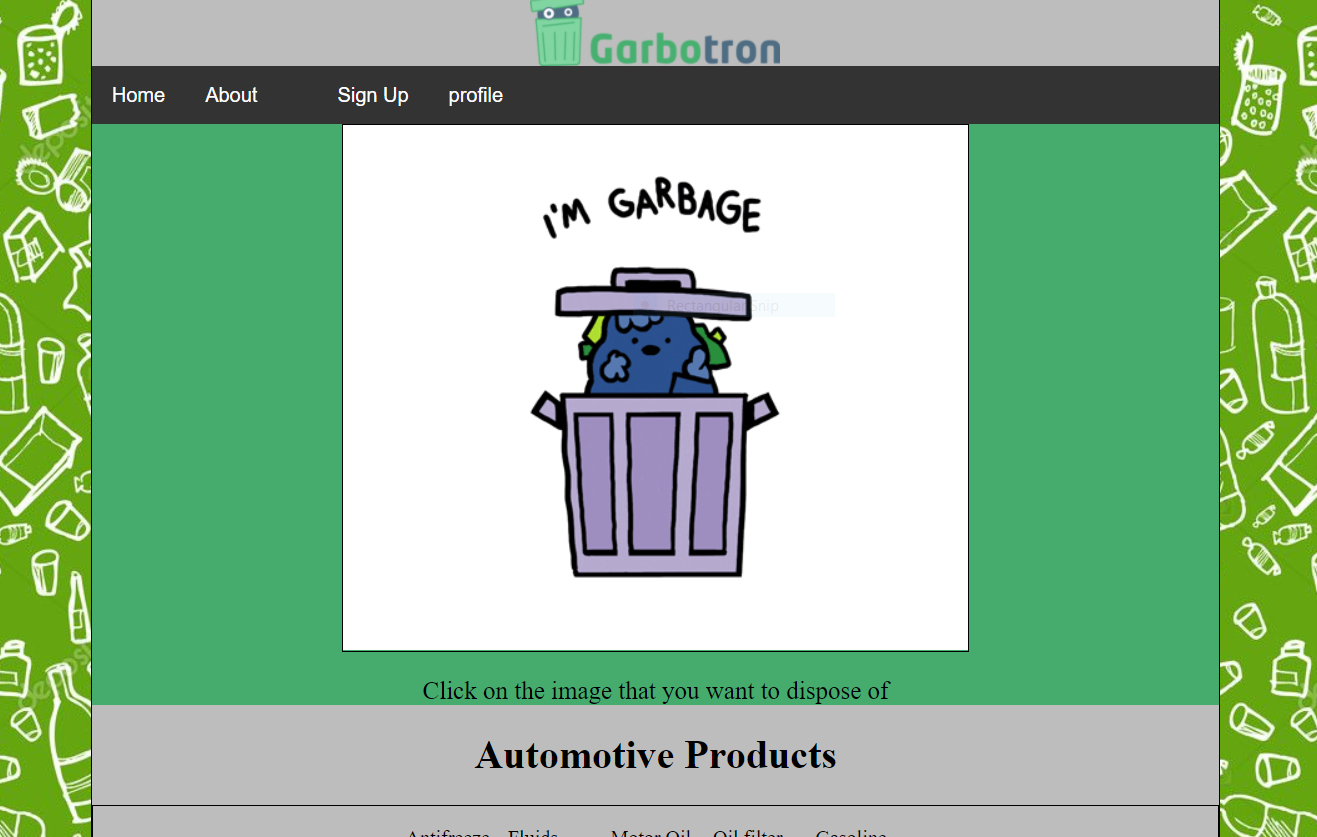 Garbotron
Home About Sign Up profile
I'M GARBAGE
Rectangular Snip
Click on the image that you want to dispose of
Automotive Products
Antifreeze Fluids Motor Oil Oil filter Gasoline